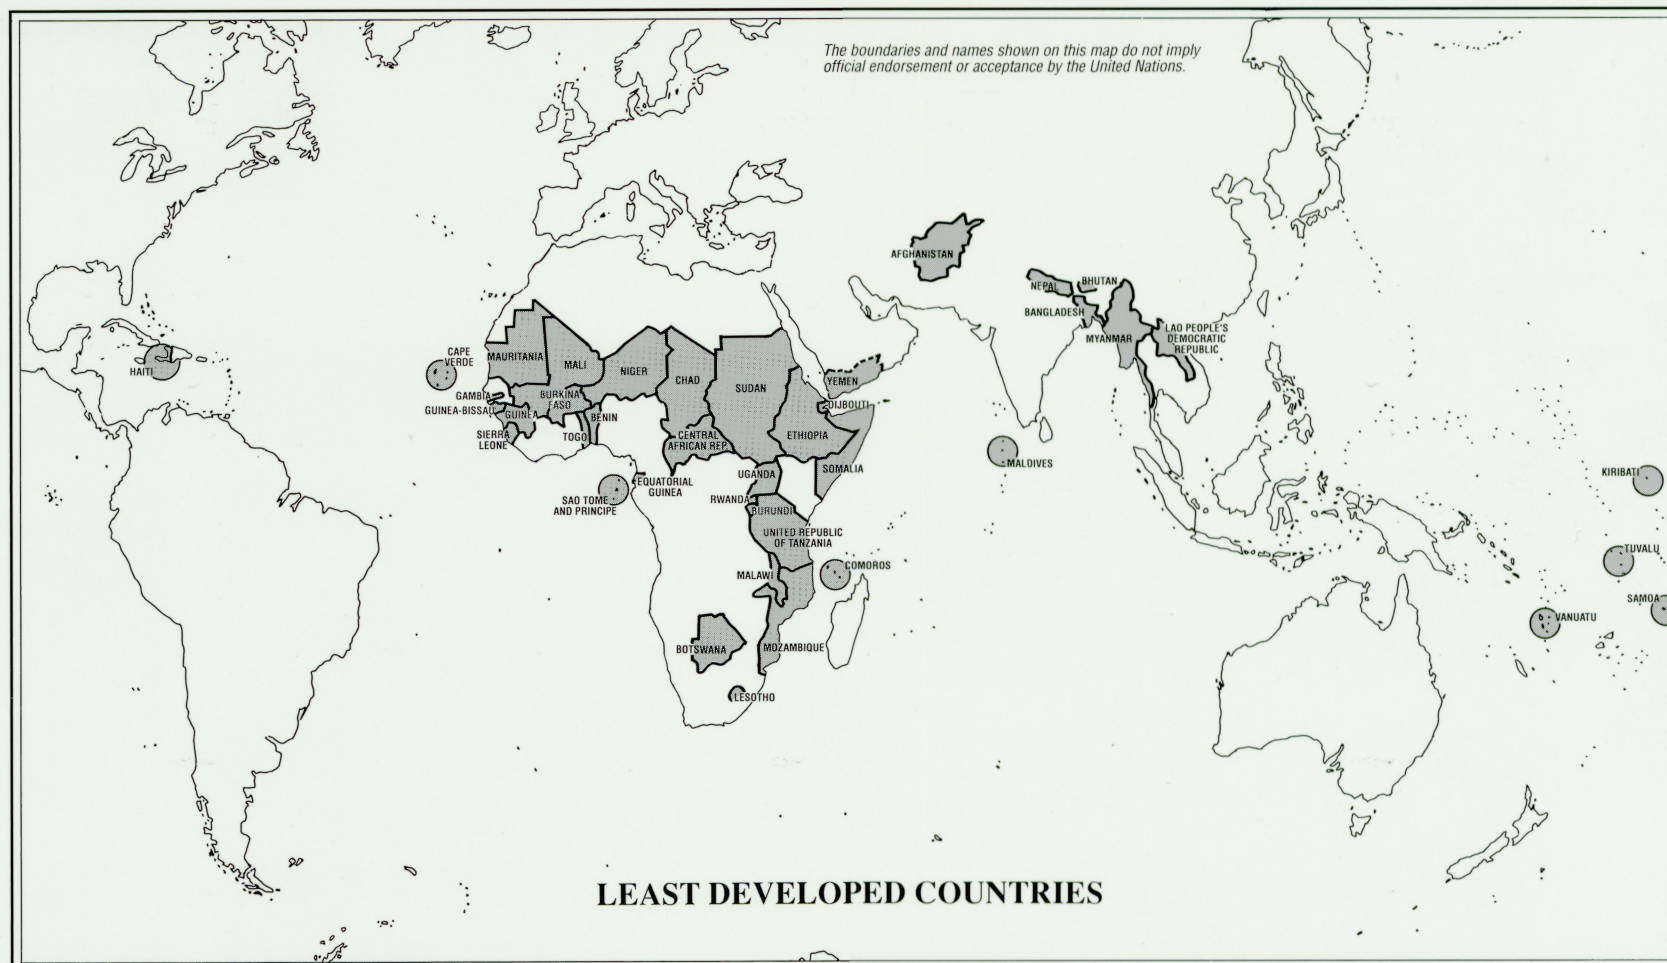 The boundaries and names shown on this map do not imply
official endorsement or acceptance by the United Nations.
AFGHANISTAN
NEPAL
BHUTAN
BANGLADESH
MYANMAR
LAO PEOPLE'S
DEMOCRATIC
REPUBLIC
HAITI
CAPE
VERDE
MAURITANIA
MALI
NIGER
CHAD
SUDAN
YEMEN
DJIBOUTI
GAMBIA
GUINEA-BISSAU
GUINEA
BURKINA
FASO
BENIN
SIERRA
LEONE
TOGO
CENTRAL
AFRICAN REP.
ETHIOPIA
SOMALIA
MALDIVES
UGANDA
EQUATORIAL
GUINEA
SAO TOME
AND PRINCIPE
RWANDA
BURUNDI
UNITED REPUBLIC
OF TANZANIA
KIRIBATI
TUVALU
SAMOA
VANUATU
MALAWI
COMOROS
BOTSWANA
MOZAMBIQUE
LESOTHO
LEAST DEVELOPED COUNTRIES